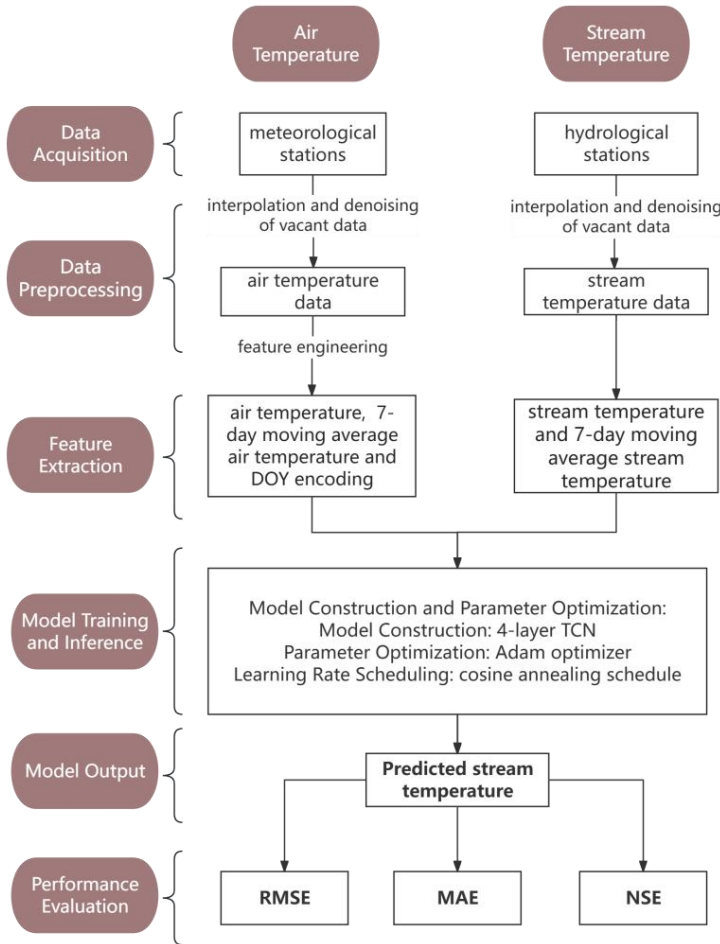 Air
Temperature
Stream
Temperature
Data
Acquisition
meteorological
stations
hydrological
stations
interpolation and denoising
of vacant data
interpolation and denoising
of vacant data
Data
Preprocessing
air temperature
data
stream
temperature data
feature engineering
Feature
Extraction
air temperature, 7-
day moving average
air temperature and
DOY encoding
stream temperature
and 7-day moving
average stream
temperature
Model Training
and Inference
Model Construction and Parameter Optimization:
Model Construction: 4-layer TCN
Parameter Optimization: Adam optimizer
Learning Rate Scheduling: cosine annealing schedule
Model Output
Predicted stream
temperature
Performance
Evaluation
RMSE
MAE
NSE